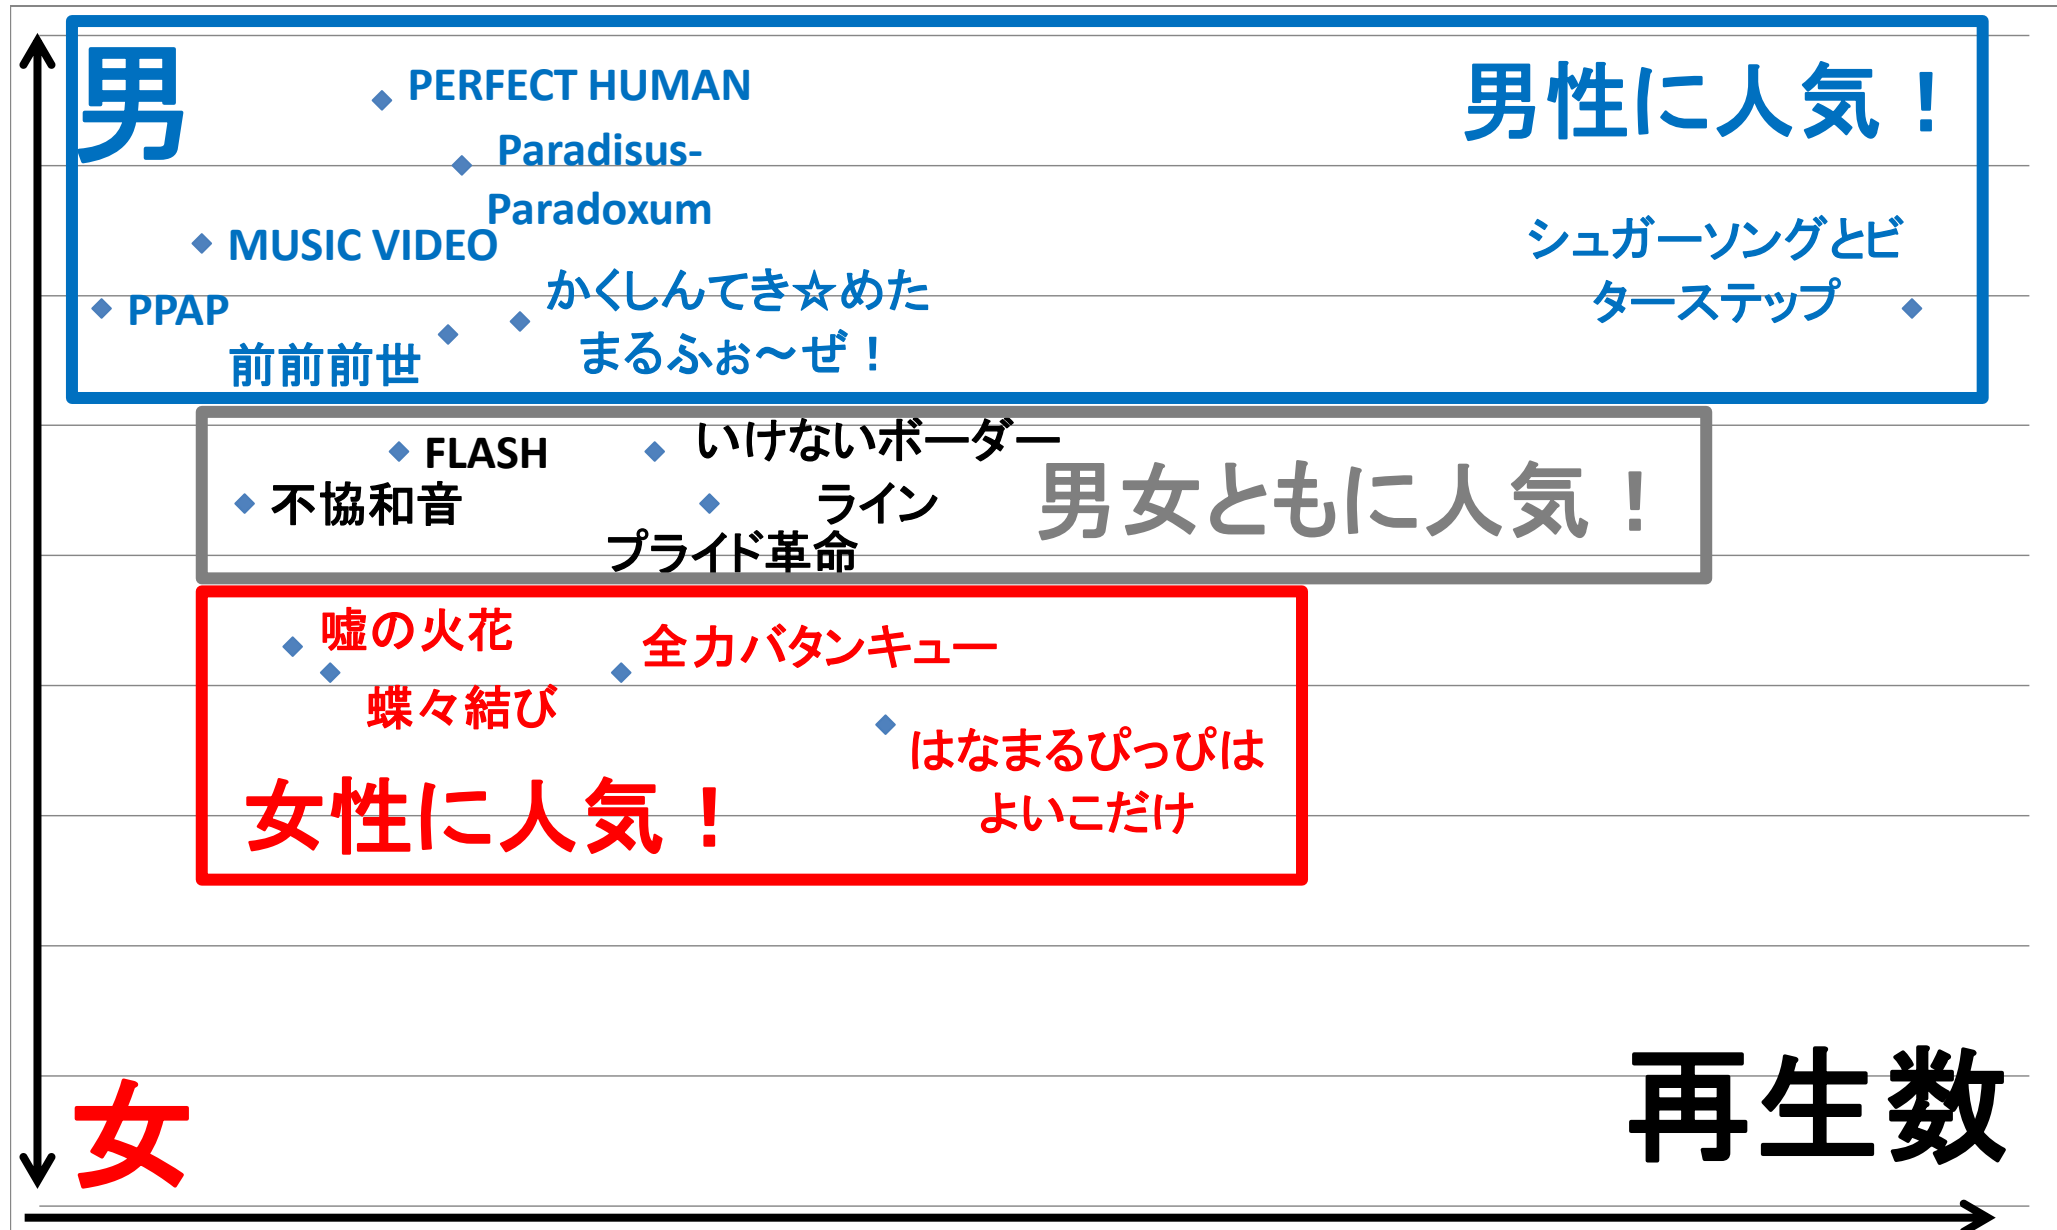 男
PERFECT HUMAN
男性に人気！
Paradisus-
Paradoxum
MUSIC VIDEO
シュガーソングとビ
ターステップ
かくしんてき☆めた
まるふぉ～ぜ！
PPAP
前前前世
FLASH
いけないボーダー
ライン
不協和音
プライド革命
男女ともに人気！
嘘の火花
全力バタンキュー
蝶々結び
はなまるぴっぴは
よいこだけ
女性に人気！
女
再生数